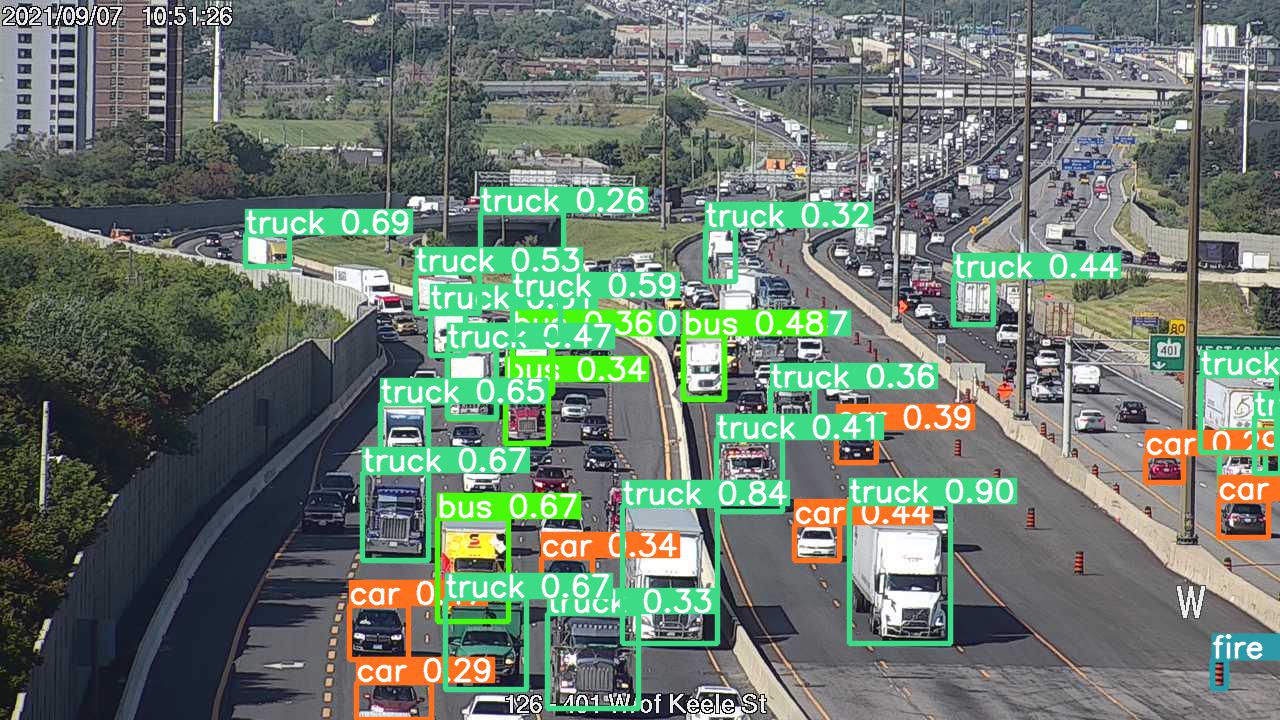 2021/09/07 10:51:26
truck 0.26
truck 0.69
truck 0.32
truck 0.53
truck 0.44
truck 0.59
truck
bus 0.36
bus 0.48
truck 0.47
80
401
truck
bus 0.34
truck 0.36
truck 0.65
car 0.39
truck 0.41
car 0.29
truck 0.67
car
truck 0.84
truck 0.90
bus 0.67
car 0.44
car 0.34
truck 0.67
car
truck 0.33
W
fire
car 0.29
126 - 401 W of Keele St